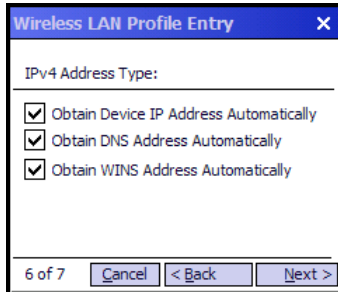 Wireless LAN Profile Entry X
IPv4 Address Type:
Obtain Device IP Address Automatically
Obtain DNS Address Automatically
Obtain WINS Address Automatically
6 of 7 Cancel < Back Next >